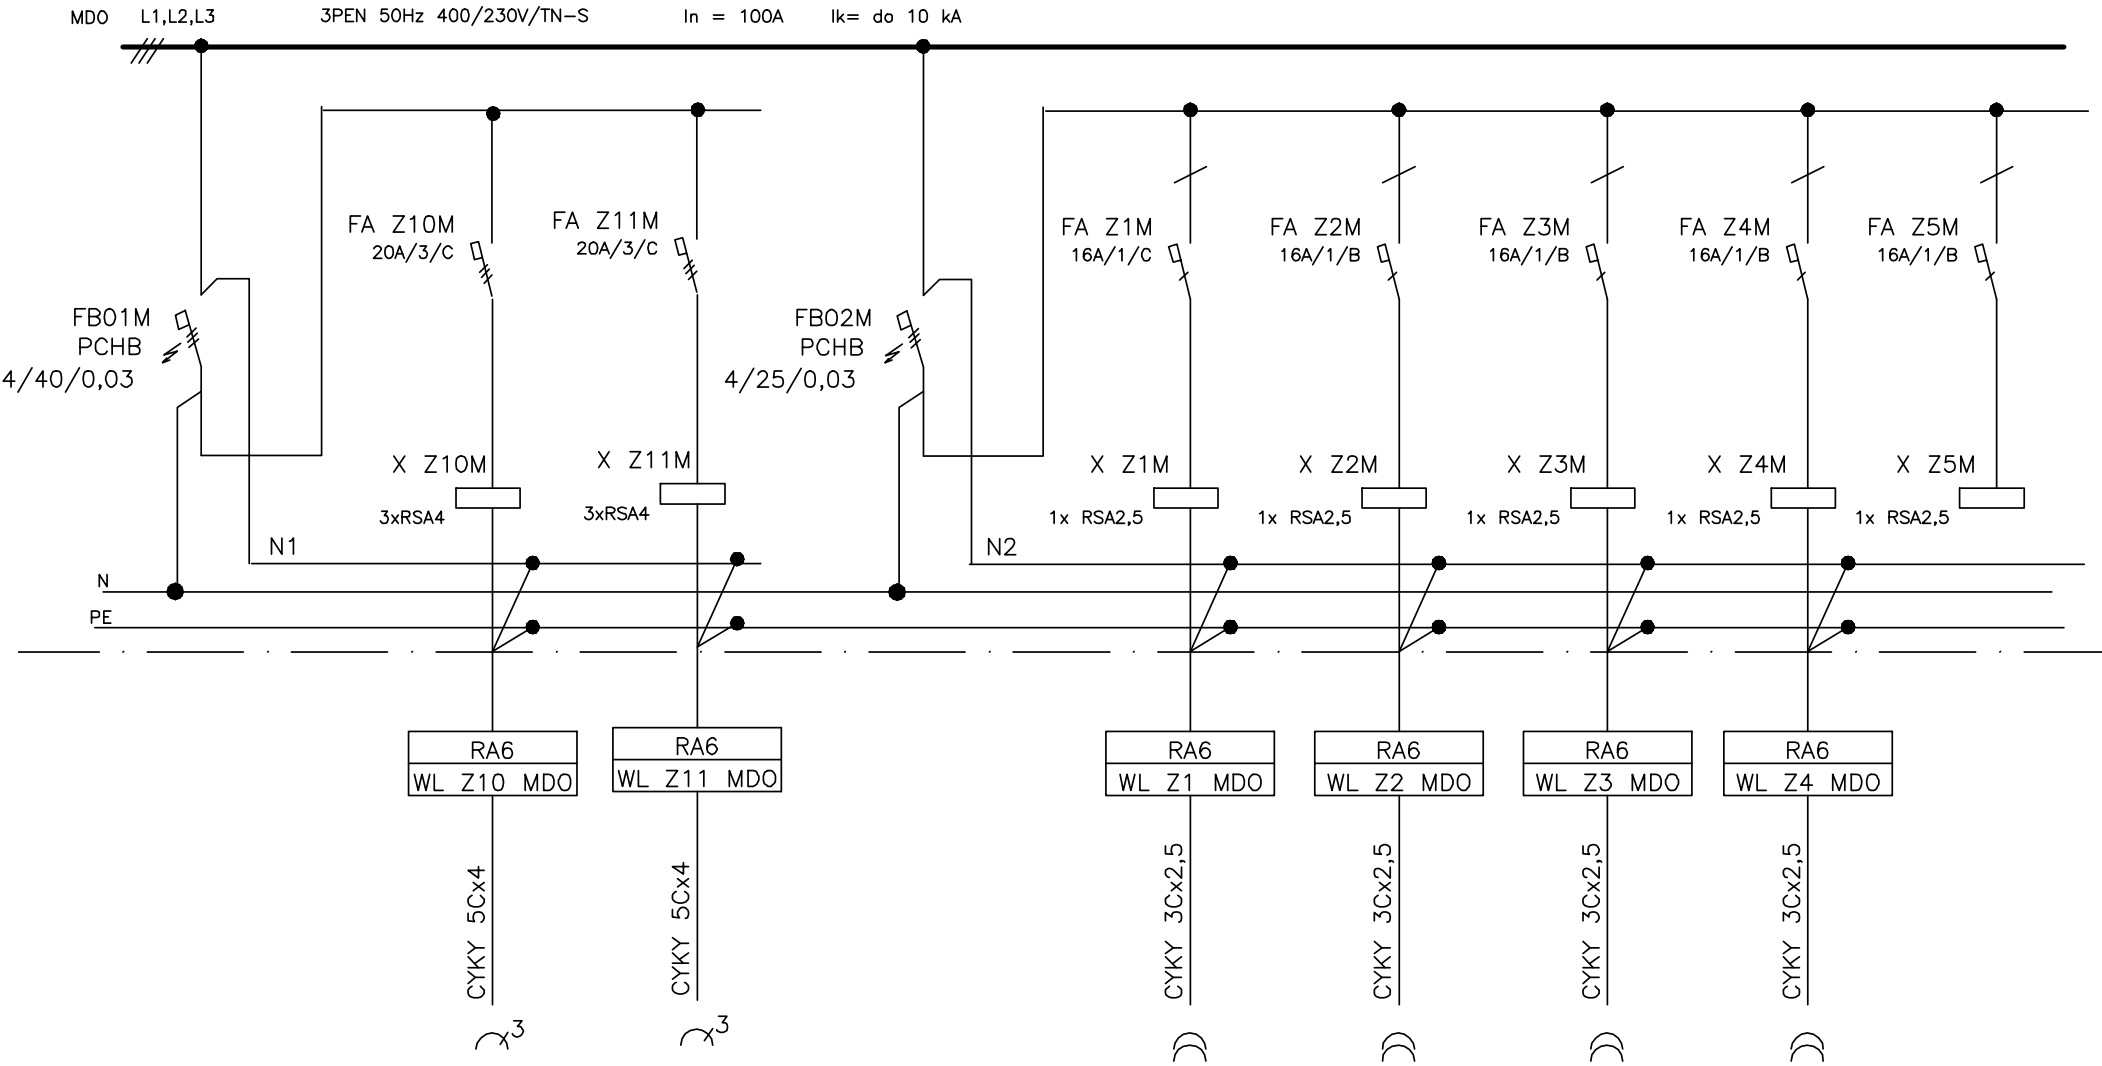 MDO L1,L2,L3 3PEN 50Hz 400/230V/TN-S In = 100A Ik= do 10 kA
FA Z10M
20A/3/C
FA Z11M
20A/3/C
FA Z1M
16A/1/C
FA Z2M
16A/1/B
FA Z3M
16A/1/B
FA Z4M
16A/1/B
FA Z5M
16A/1/B
FB01M
PCHB
4/40/0,03
FB02M
PCHB
4/25/0,03
X Z10M
3xRSA4
X Z11M
3xRSA4
X Z1M
1x RSA2,5
X Z2M
1x RSA2,5
X Z3M
1x RSA2,5
X Z4M
1x RSA2,5
X Z5M
1x RSA2,5
N1
N2
N
PE
RA6
WL Z10 MDO
RA6
WL Z11 MDO
RA6
WL Z1 MDO
RA6
WL Z2 MDO
RA6
WL Z3 MDO
RA6
WL Z4 MDO
CYKY 5Cx4
CYKY 5Cx4
CYKY 3Cx2,5
CYKY 3Cx2,5
CYKY 3Cx2,5
CYKY 3Cx2,5
3
3